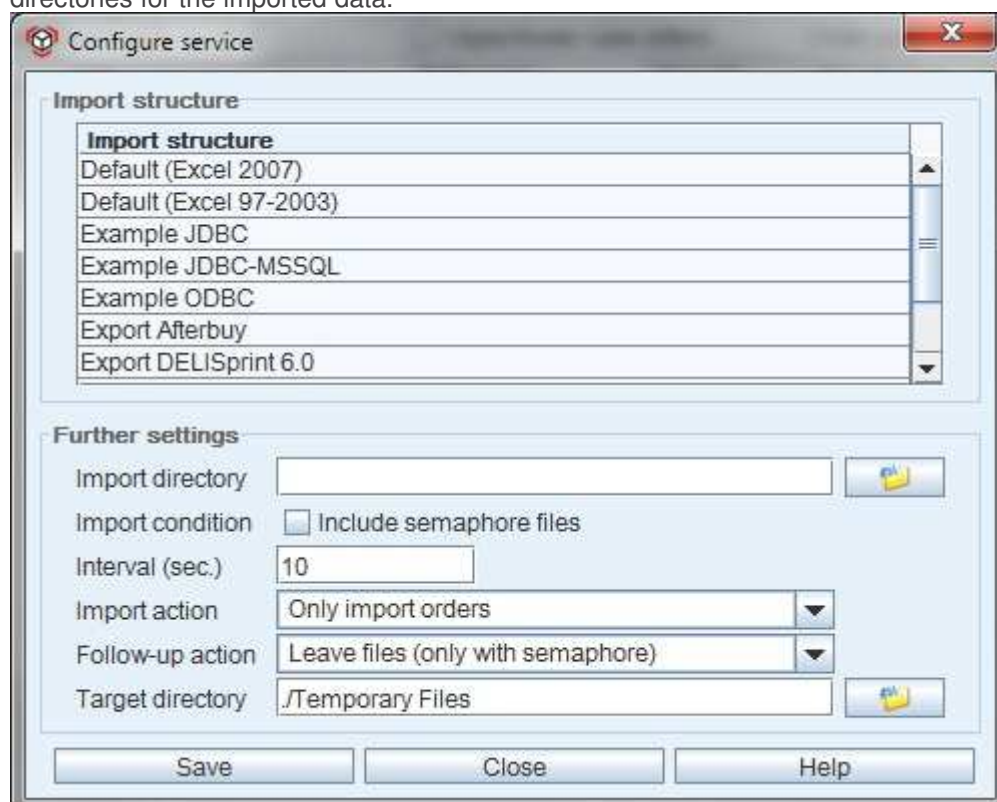 directories for the imported data.
Configure service
Import structure
Import structure
Default (Excel 2007)
Default (Excel 97-2003)
Example JDBC
Example JDBC-MSSQL
Example ODBC
Export Afterbuy
Export DELISprint 6.0
Further settings
Import directory
Import condition Include semaphore files
Interval (sec.) 10
Import action Only import orders
Follow-up action Leave files (only with semaphore)
Target directory ./Temporary Files
Save Close Help